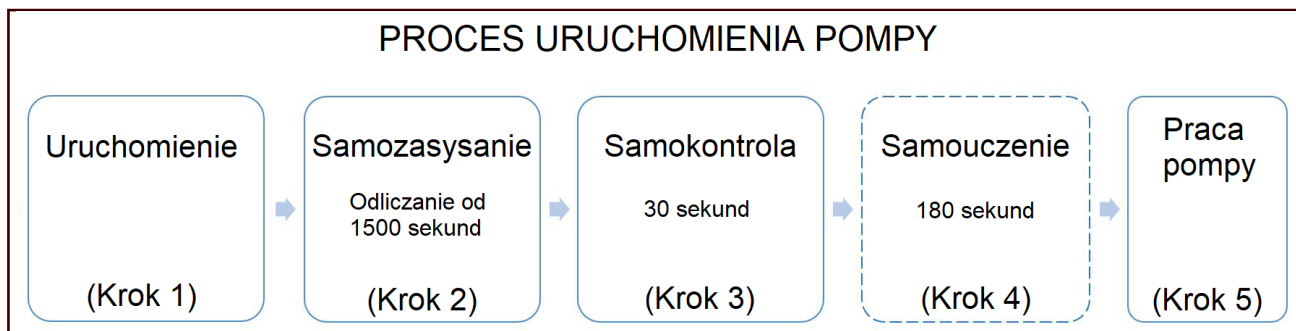 PROCES URUCHOMIENIA POMPY
Uruchomienie
(Krok 1)
Samozasysanie
Odliczanie od
1500 sekund
(Krok 2)
Samokontrola
30 sekund
(Krok 3)
Samouczenie
180 sekund
(Krok 4)
Praca
pompy
(Krok 5)